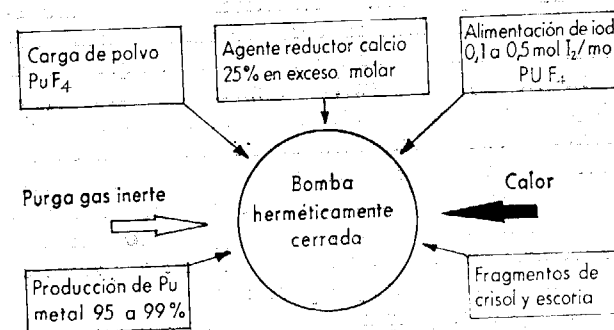 Carga de polvo
PuF4
Agente reductor calcio
25% en exceso molar
Alimentación de iod
0,1 a 0,5 mol I2/mo
PU F4
Purga gas inerte
Bomba
herméticamente
cerrada
Calor
Producción de Pu
metal 95 a 99%
Fragmentos de
crisol y escoria